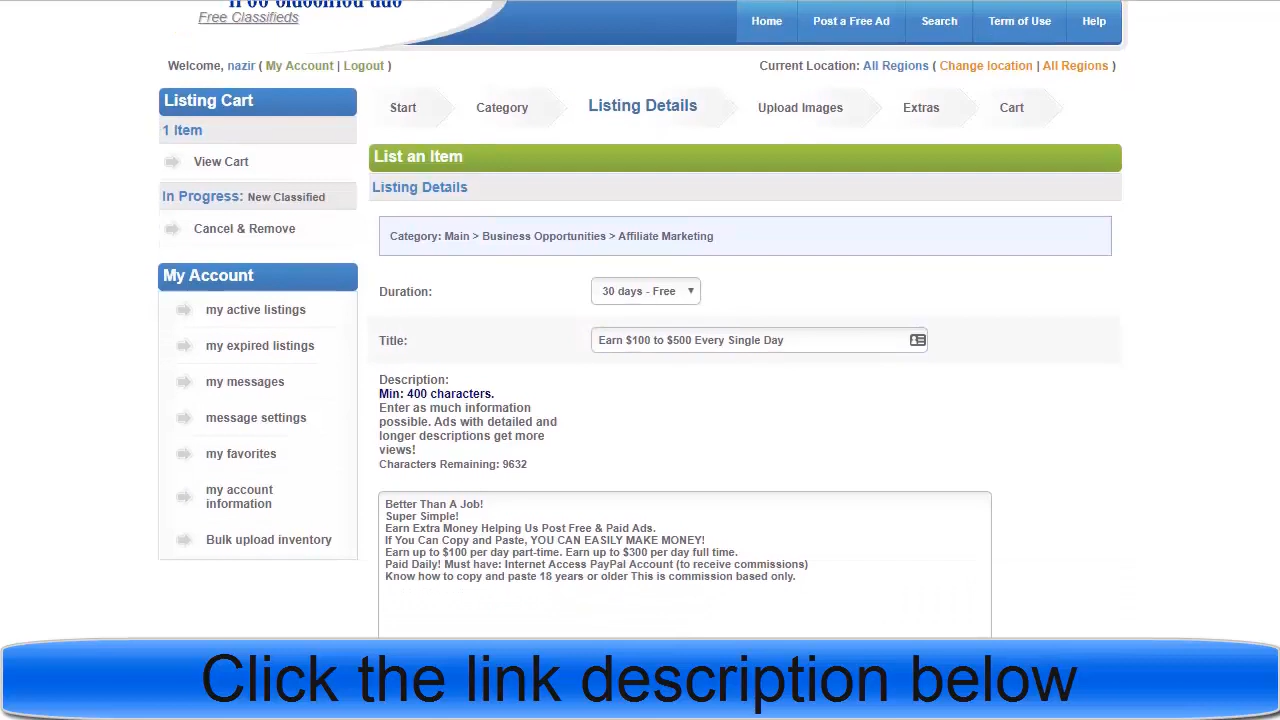 Free Classifieds
Home
Post a Free Ad
Search
Term of Use
Help
Welcome, nazir ( My Account | Logout )
Current Location: All Regions ( Change location | All Regions )
Listing Cart
1 Item
View Cart
In Progress: New Classified
Cancel & Remove
My Account
my active listings
my expired listings
my messages
message settings
my favorites
my account
information
Bulk upload inventory
Start
Category
Listing Details
Upload Images
Extras
Cart
List an Item
Listing Details
Category: Main > Business Opportunities > Affiliate Marketing
Duration:
30 days - Free
Title:
Earn $100 to $500 Every Single Day
Description:
Min: 400 characters.
Enter as much information
possible. Ads with detailed and
longer descriptions get more
views!
Characters Remaining: 9632
Better Than A Job!
Super Simple!
Earn Extra Money Helping Us Post Free & Paid Ads.
If You Can Copy and Paste, YOU CAN EASILY MAKE MONEY!
Earn up to $100 per day part-time. Earn up to $300 per day full time.
Paid Daily! Must have: Internet Access PayPal Account (to receive commissions)
Know how to copy and paste 18 years or older This is commission based only.
Click the link description below